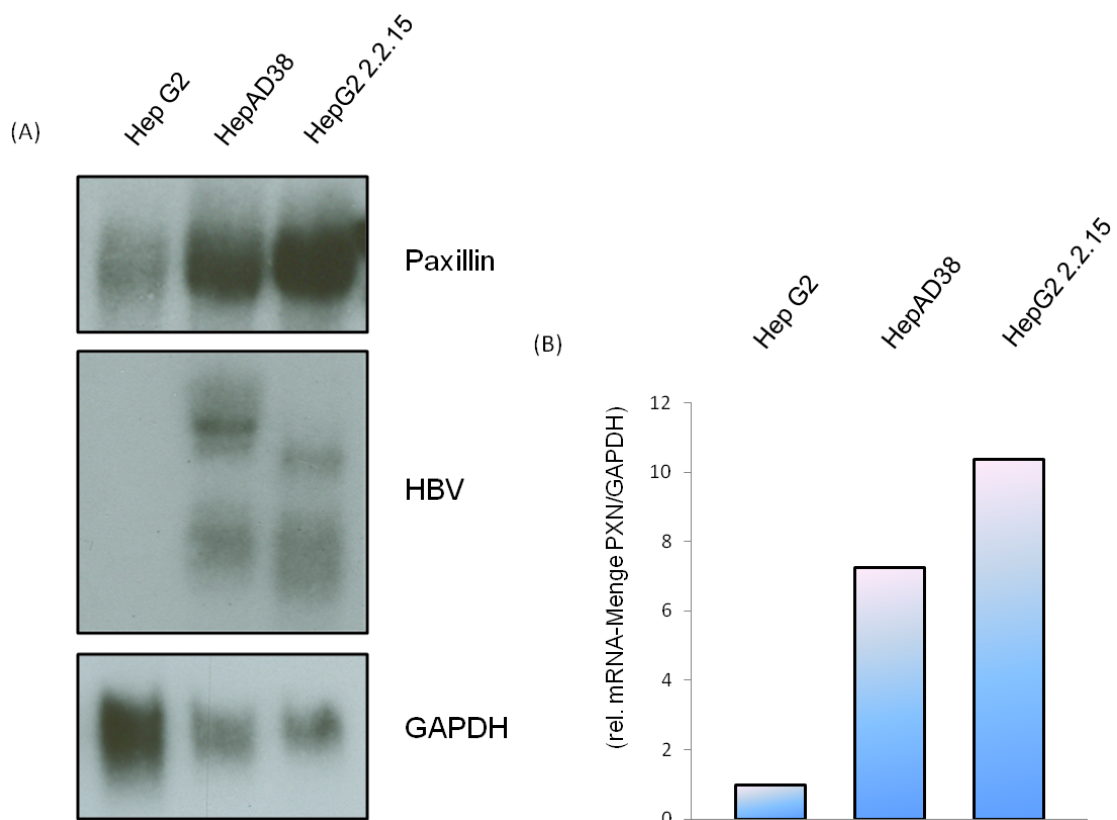 (A)
Hep G2
HepAD38
HepG2 2.2.15
Paxillin
HBV
GAPDH
(B)
Hep G2
HepAD38
HepG2 2.2.15
(rel. mRNA-Menge PXN/GAPDH)
12
10
8
6
4
2
0